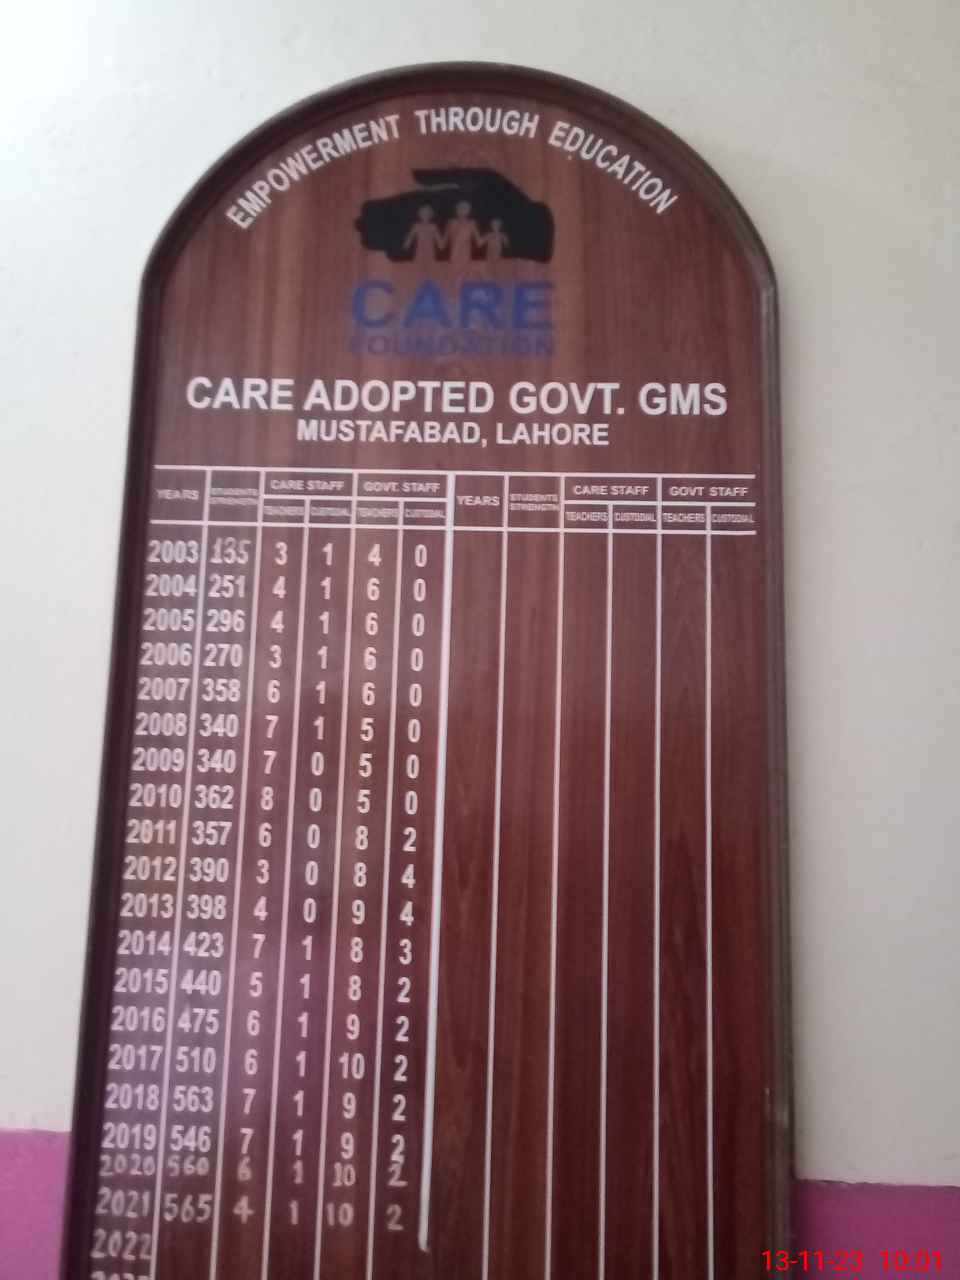 EMPOWERMENT THROUGH EDUCATION
CARE
FOUNDATION
CARE ADOPTED GOVT. GMS
MUSTAFABAD, LAHORE
YEARS STUDENTS STRENGTH CARE STAFF GOVT. STAFF YEARS STUDENTS STRENGTH CARE STAFF GOVT STAFF
TEACHERS CUSTODIAL TEACHERS CUSTODIAL TEACHERS CUSTODIAL TEACHERS CUSTODIAL
2003 135 3 1 4 0
2004 251 4 1 6 0
2005 296 4 1 6 0
2006 270 3 1 6 0
2007 358 6 1 6 0
2008 340 7 1 5 0
2009 340 7 0 5 0
2010 362 8 0 5 0
2011 357 6 0 8 2
2012 390 3 0 8 4
2013 398 4 0 9 4
2014 423 7 1 8 3
2015 440 5 1 8 2
2016 475 6 1 9 2
2017 510 6 1 10 2
2018 563 7 1 9 2
2019 546 7 1 9 2
2020 560 6 1 10 2
2021 565 4 1 10 2
2022
13-11-23 10:01